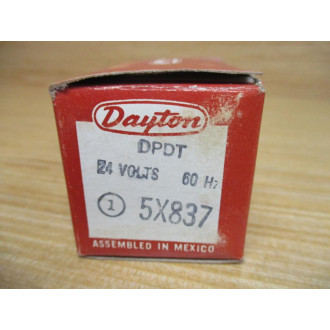 Dayton
DPDT
24 VOLTS 60 Hz
1 5X837
ASSEMBLED IN MEXICO